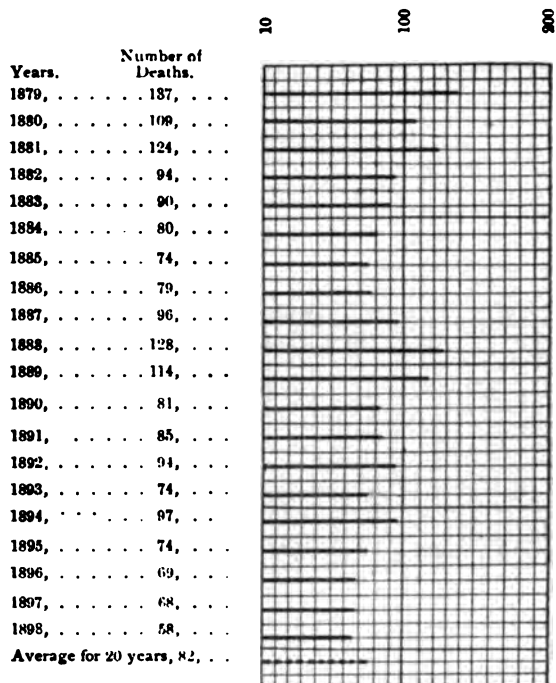 10 100 200
Number of
Years. Deaths.
1879, . . . . . . 137, . . .
1880, . . . . . . 109, . . .
1881, . . . . . . 124, . . .
1882, . . . . . . 94, . . .
1883, . . . . . . 90, . . .
1884, . . . . . . 80, . . .
1885, . . . . . . 74, . . .
1886, . . . . . . 79, . . .
1887, . . . . . . 96, . . .
1888, . . . . . . 128, . . .
1889, . . . . . . 114, . . .
1890, . . . . . . 81, . . .
1891, . . . . . 85, . . .
1892, . . . . . . 94, . . .
1893, . . . . . . 74, . . .
1894, . . . . . . 97, . . .
1895, . . . . . . 74, . . .
1896, . . . . . . 69, . . .
1897, . . . . . . 68, . . .
1898, . . . . . . 58, . . .
Average for 20 years, 82, . . .